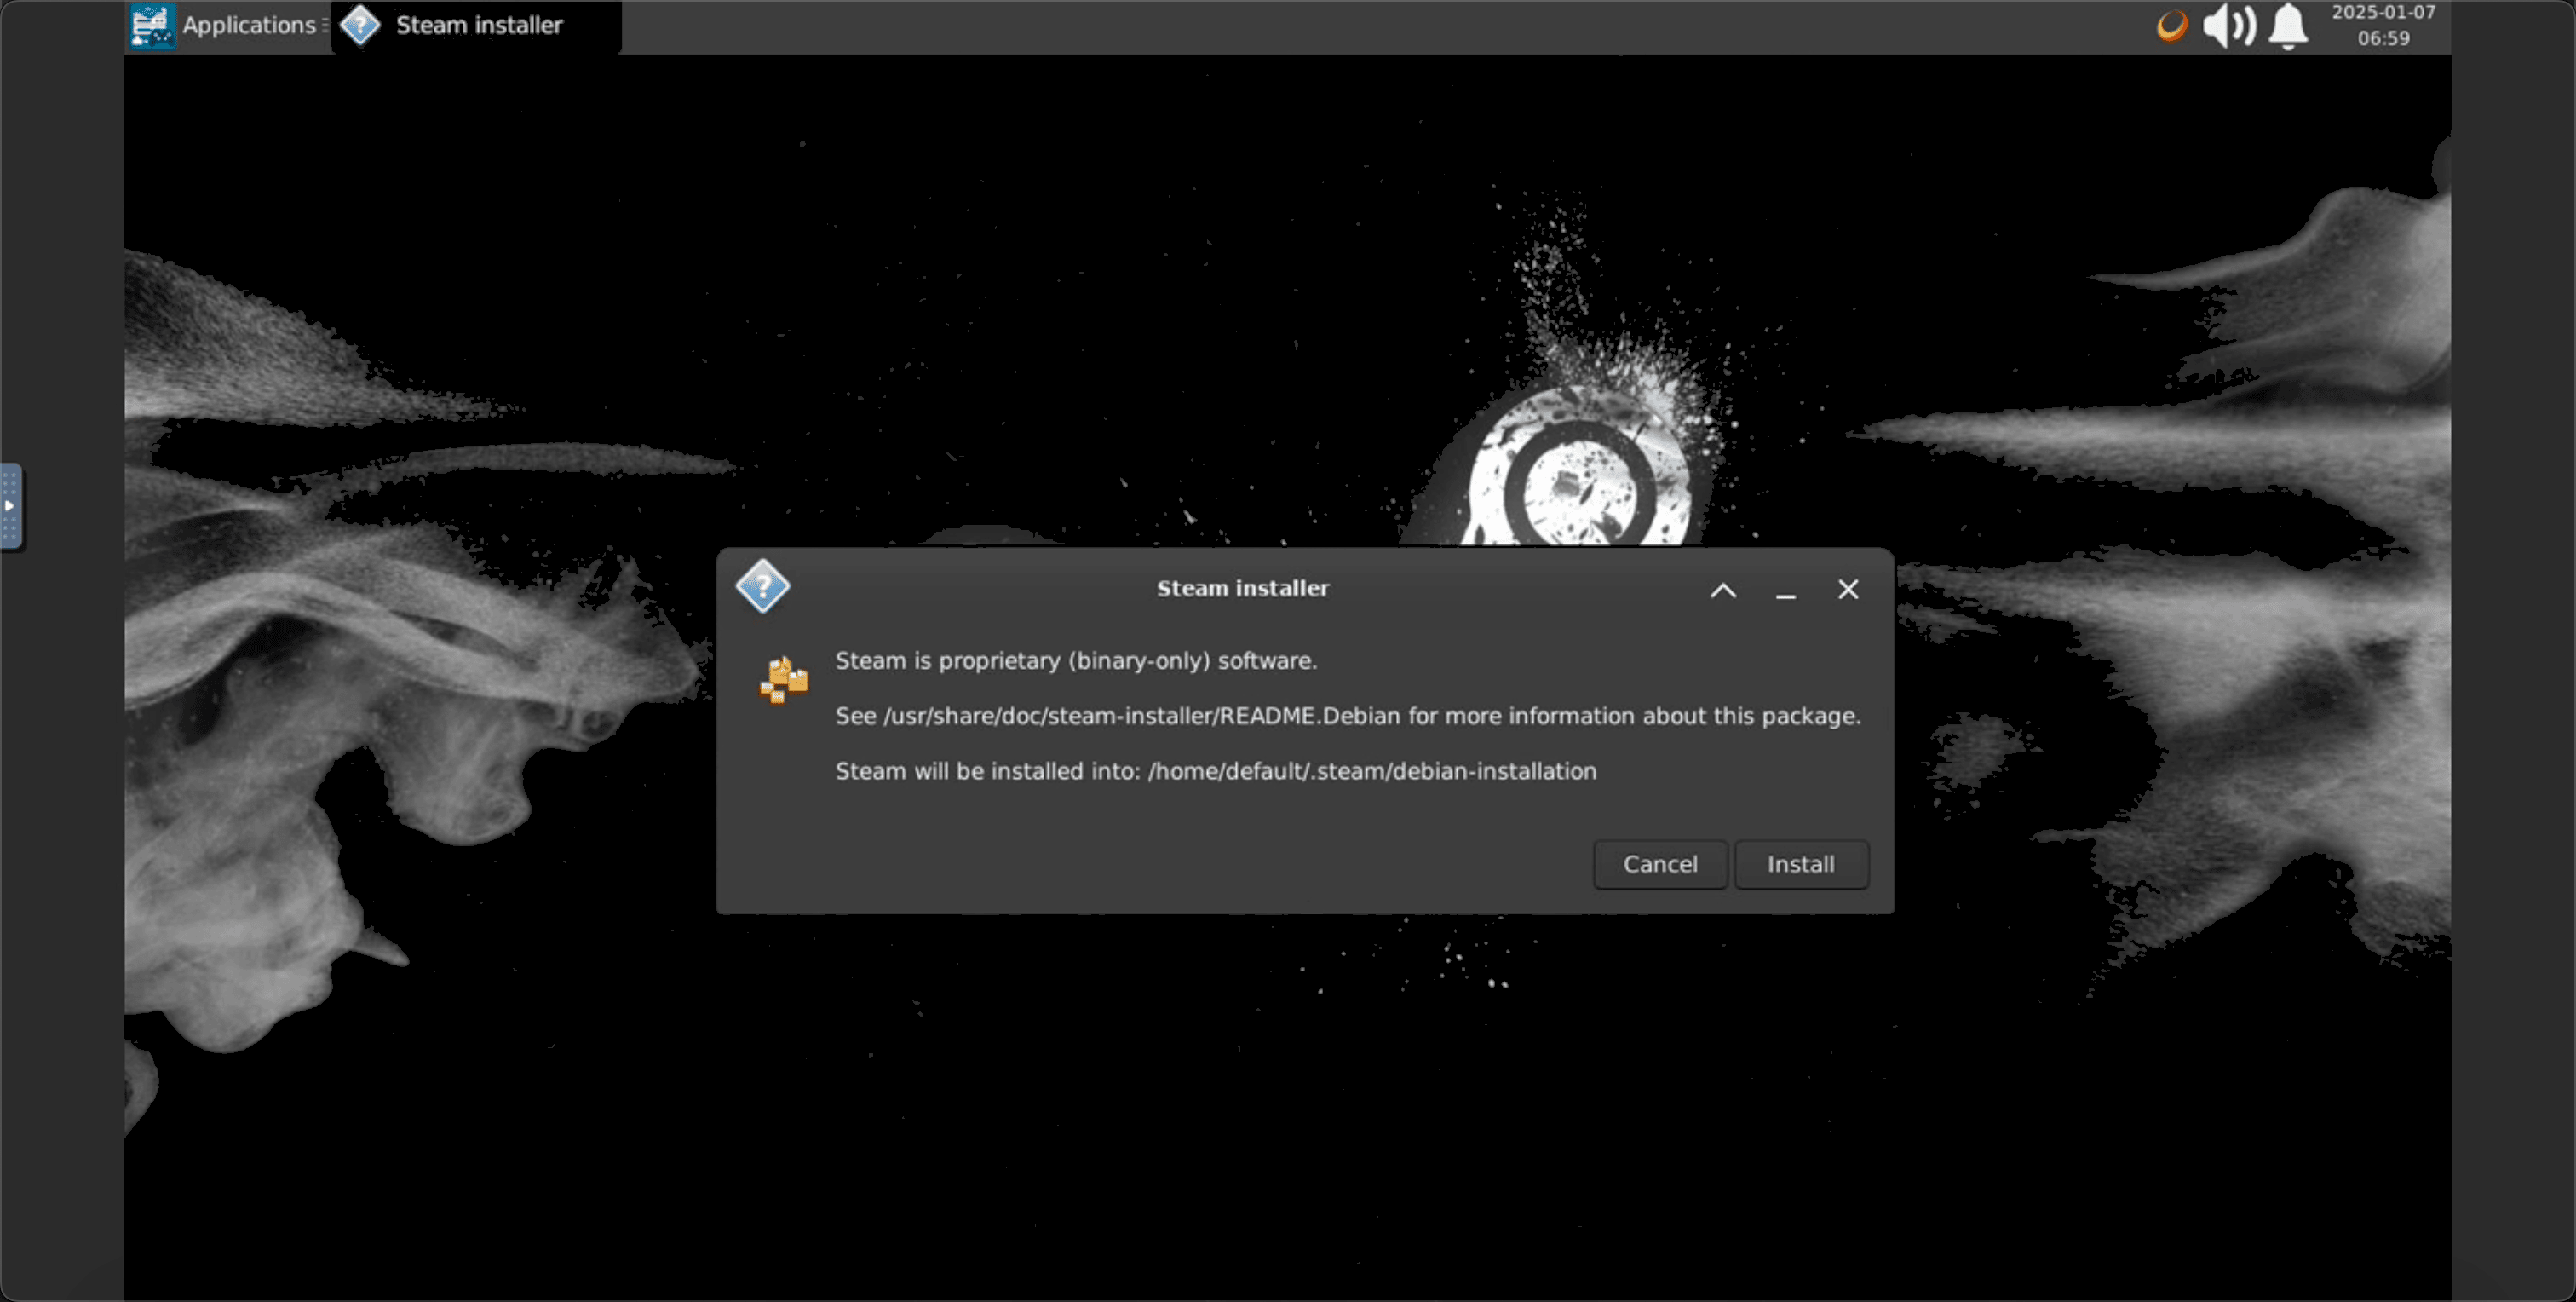 Applications
Steam installer
2025-01-07
06:59
Steam installer
Steam is proprietary (binary-only) software.
See /usr/share/doc/steam-installer/README.Debian for more information about this package.
Steam will be installed into: /home/default/.steam/debian-installation
Cancel
Install